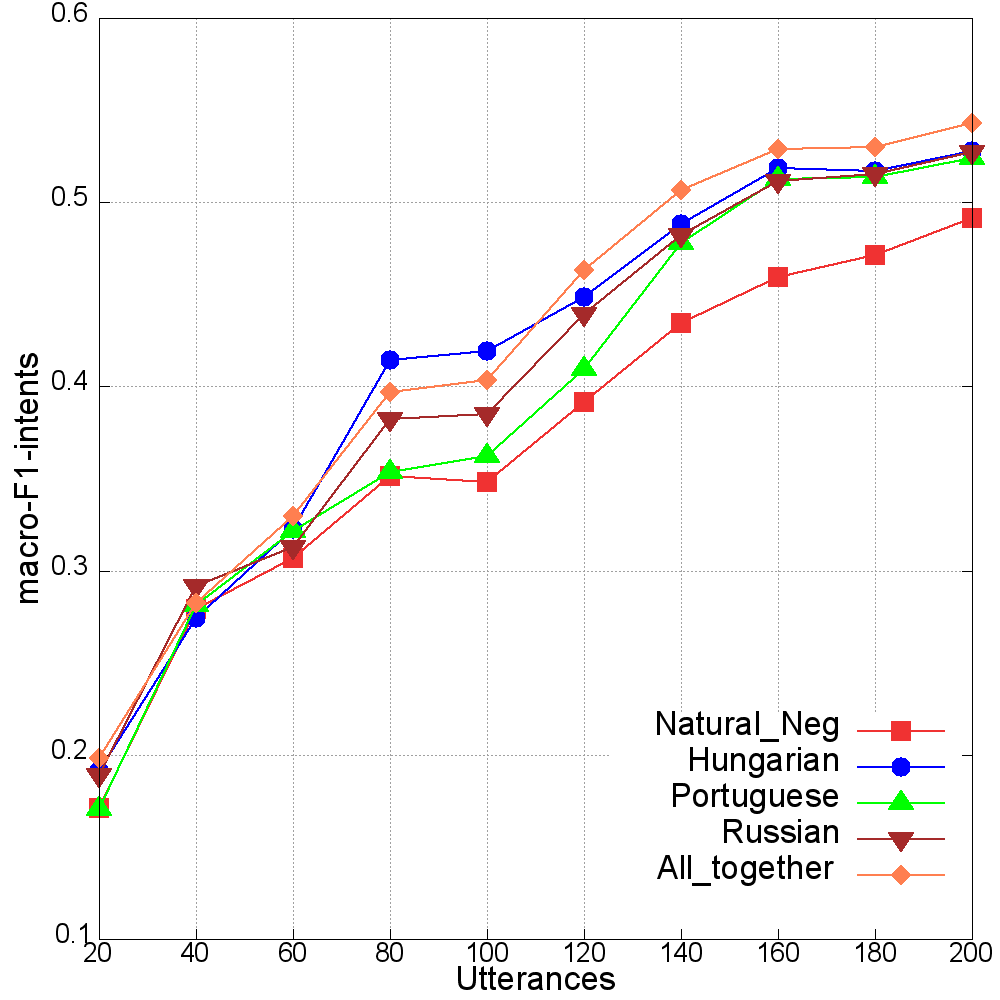 0.6
0.5
0.4
0.3
0.2
0.1
macro-F1-intents
Natural_Neg
Hungarian
Portuguese
Russian
All_together
20 40 60 80 100 120 140 160 180 200
Utterances